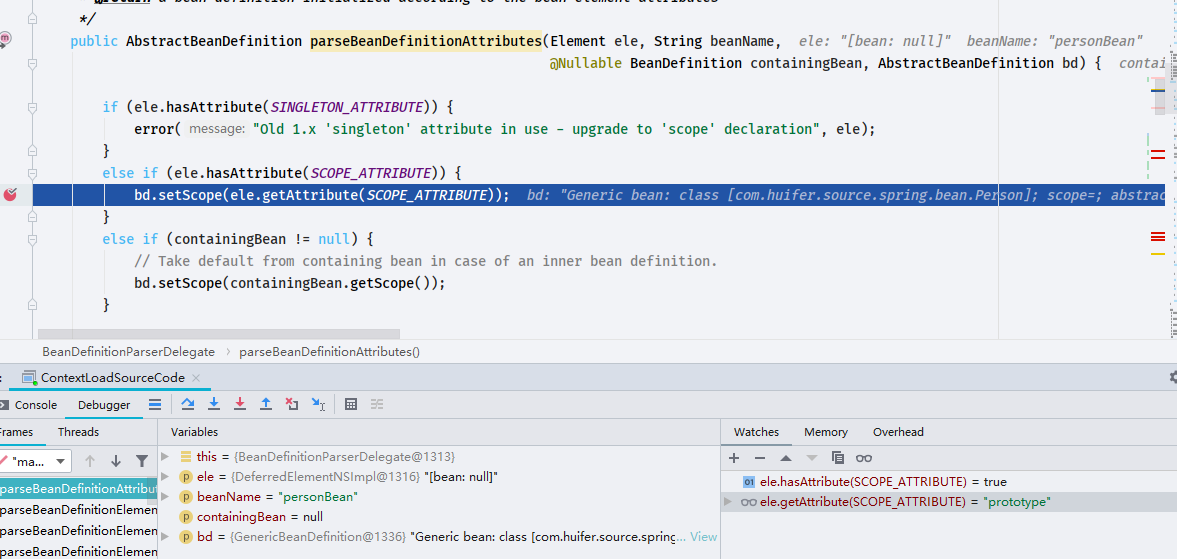 @return a bean definition initialized according to the bean element attributes
*/
public AbstractBeanDefinition parseBeanDefinitionAttributes(Element ele, String beanName, ele: "[bean: null]" beanName: "personBean"
@Nullable BeanDefinition containingBean, AbstractBeanDefinition bd) { contai
if (ele.hasAttribute(SINGLETON_ATTRIBUTE)) {
error( message: "Old 1.x 'singleton' attribute in use – upgrade to 'scope' declaration", ele);
}
else if (ele.hasAttribute(SCOPE_ATTRIBUTE)) {
bd.setScope(ele.getAttribute(SCOPE_ATTRIBUTE)); bd: "Generic bean: class [com.huifer.source.spring.bean.Person]; scope=; abstrac
}
else if (containingBean != null) {
// Take default from containing bean in case of an inner bean definition.
bd.setScope(containingBean.getScope());
}
BeanDefinitionParserDelegate › parseBeanDefinitionAttributes()
: ContextLoadSourceCode ×
Console Debugger
Frames Threads Variables Watches Memory Overhead
"ma...
this = {BeanDefinitionParserDelegate@1313}
ele = {DeferredElementNSImpl@1316} "[bean: null]"
beanName = "personBean"
containingBean = null
bd = {GenericBeanDefinition@1336} "Generic bean: class [com.huifer.source.spring... View
parseBeanDefinitionAttribut
parseBeanDefinitionElemen
parseBeanDefinitionElemen
parseBeanDefinitionElemen
ele.hasAttribute(SCOPE_ATTRIBUTE) = true
ele.getAttribute(SCOPE_ATTRIBUTE) = "prototype"